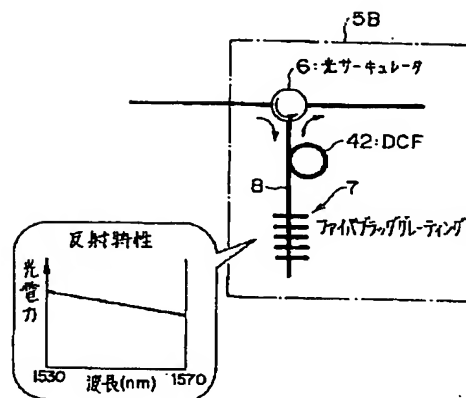 5B
6:光サーキュレータ
42:DCF
8
7
ファイバブラッググレーティング
反射特性
光電力
1530
波長(nm)
1570